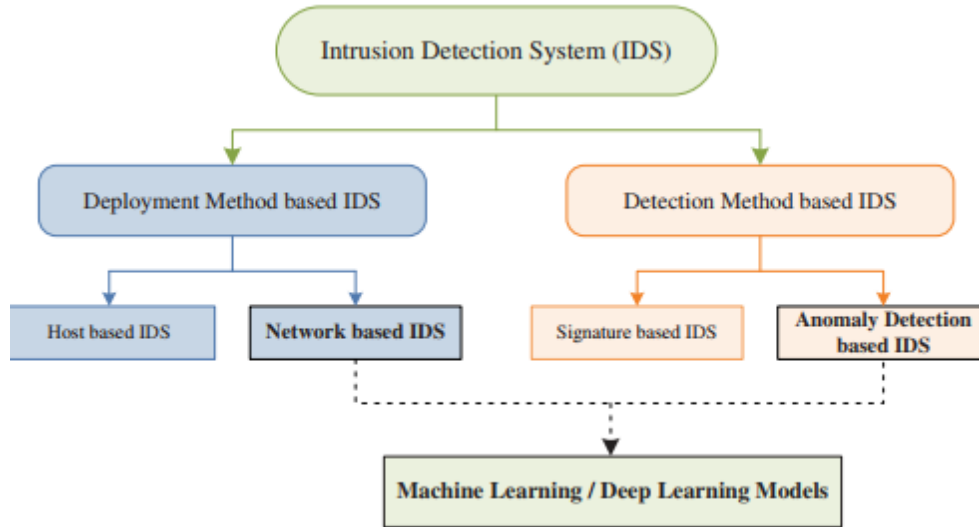 Intrusion Detection System (IDS)
Deployment Method based IDS
Detection Method based IDS
Host based IDS
Network based IDS
Signature based IDS
Anomaly Detection
based IDS
Machine Learning / Deep Learning Models